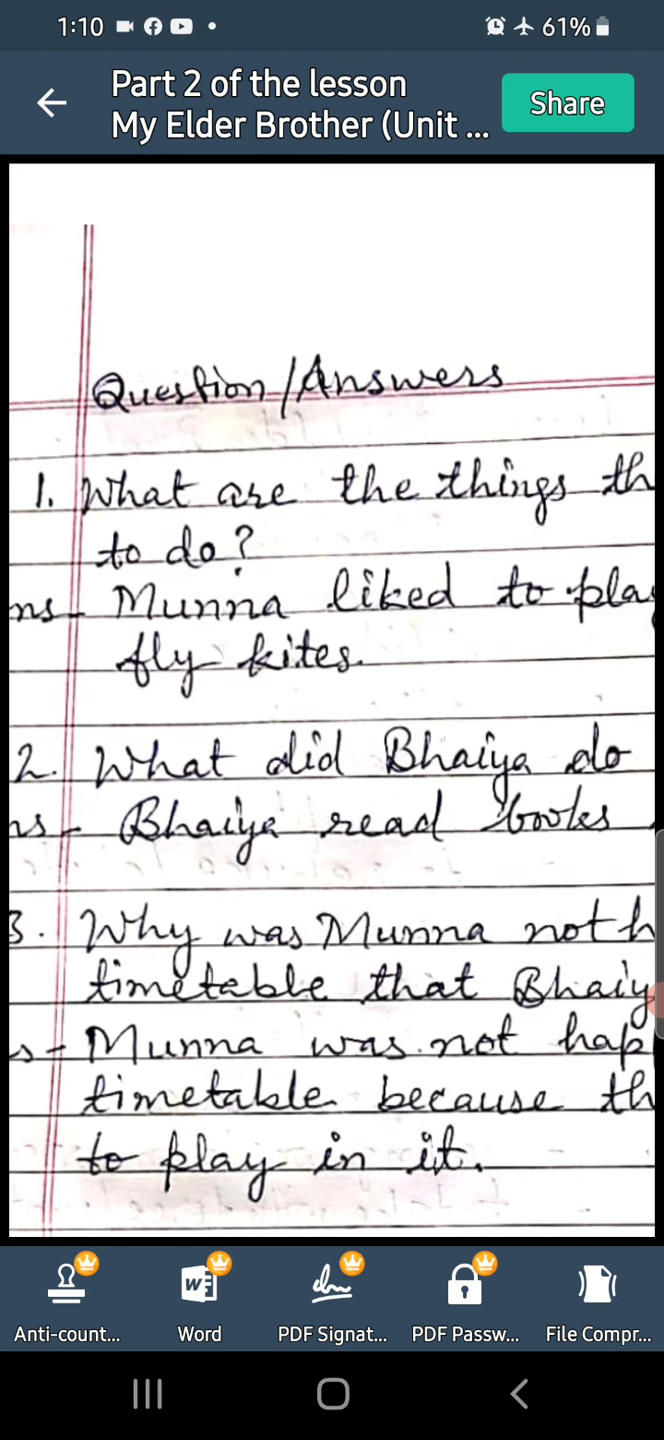 1:10
61%
Part 2 of the lesson
My Elder Brother (Unit ...
Share
Question/Answers
1. What are the things th
to do?
ns- Munna liked to pla
fly kites.
2. What did Bhaiya do
ns- Bhaiya read books
3. Why was Munna not h
timetable that Bhaiy
s- Munna was not hap
timetable because th
to play in it.
Anti-count...
Word
PDF Signat...
PDF Passw...
File Compr...